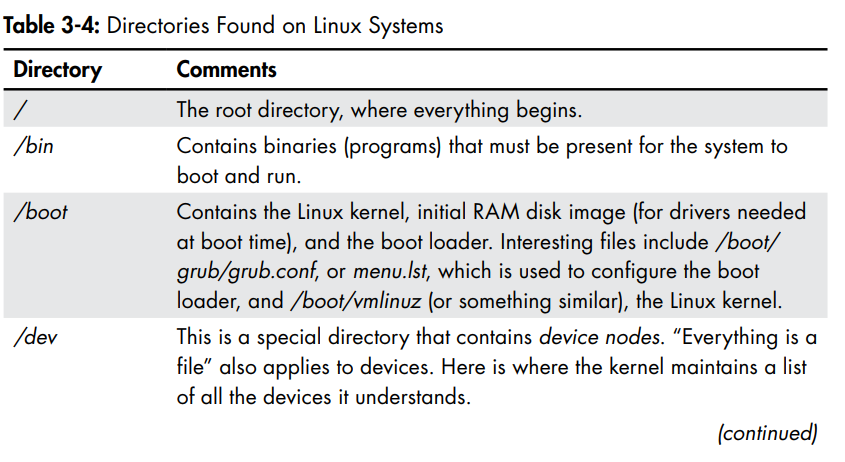 Table 3-4: Directories Found on Linux Systems
Directory Comments
/ The root directory, where everything begins.
/bin Contains binaries (programs) that must be present for the system to
boot and run.
/boot Contains the Linux kernel, initial RAM disk image (for drivers needed
at boot time), and the boot loader. Interesting files include /boot/
grub/grub.conf, or menu.lst, which is used to configure the boot
loader, and /boot/vmlinuz (or something similar), the Linux kernel.
/dev This is a special directory that contains device nodes. “Everything is a
file” also applies to devices. Here is where the kernel maintains a list
of all the devices it understands.
(continued)